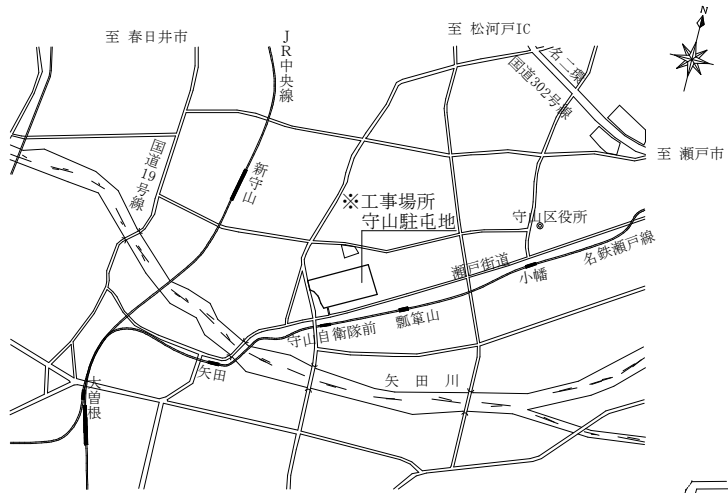 N
至 春日井市
JR中央線
至 松河戸IC
名二環
国道302号線
至 瀬戸市
国道19号線
新守山
※工事場所
守山駐屯地
守山区役所
瀬戸街道
名鉄瀬戸線
小幡
瓢箪山
守山自衛隊前
矢田
矢田川
大曽根